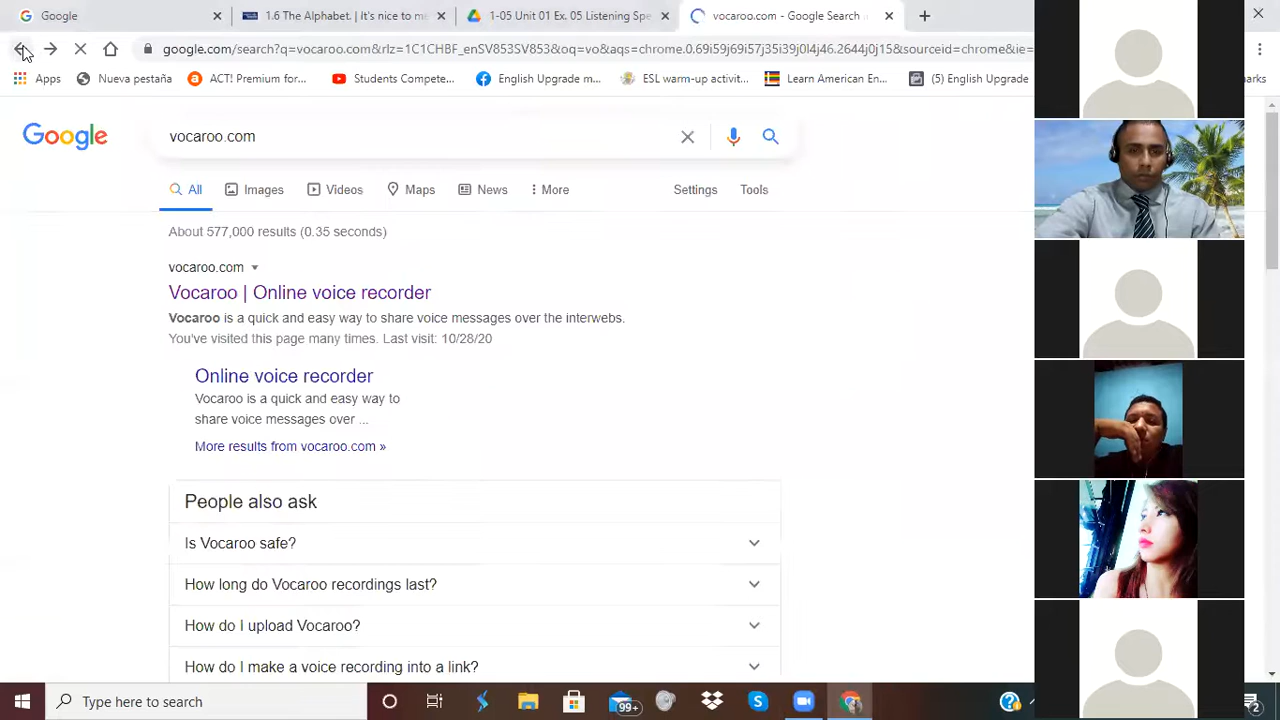 Google
1.6 The Alphabet. | It's nice to m
1-05 Unit 01 Ex. 05 Listening Spe
vocaroo.com - Google Search
google.com/search?q=vocaroo.com&rlz=1C1CHBF_enSV853SV853&oq=vo&aqs=chrome.0.69i59j69i57j35i39j0l4j46.2644j0j15&sourceid=chrome&ie=
Apps
Nueva pestaña
ACT! Premium for...
Students Compete...
English Upgrade m...
ESL warm-up activit...
Learn American En...
(5) English Upgrade
Google
vocaroo.com
All
Images
Videos
Maps
News
More
Settings
Tools
About 577,000 results (0.35 seconds)
vocaroo.com
Vocaroo | Online voice recorder
Vocaroo is a quick and easy way to share voice messages over the interwebs.
You've visited this page many times. Last visit: 10/28/20
Online voice recorder
Vocaroo is a quick and easy way to
share voice messages over ...
More results from vocaroo.com »
People also ask
Is Vocaroo safe?
How long do Vocaroo recordings last?
How do I upload Vocaroo?
How do I make a voice recording into a link?
Type here to search
99+
2